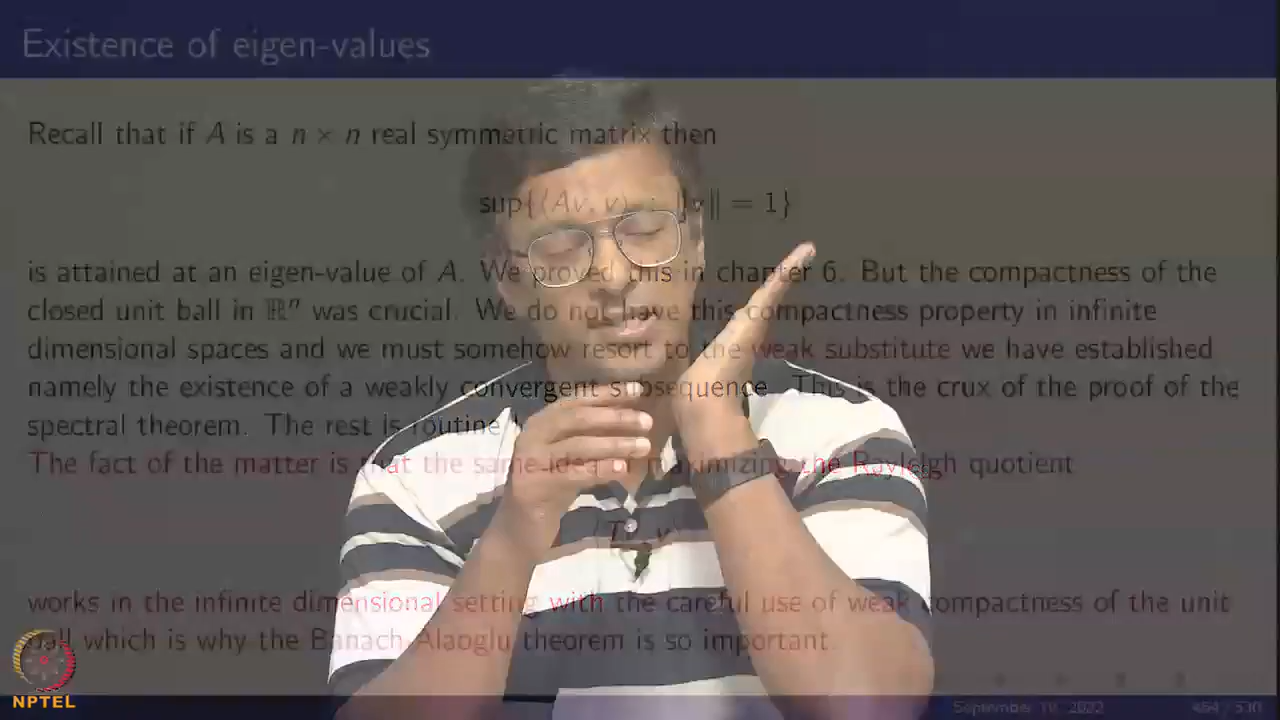 Existence of eigen-values
Recall that if A is a n × n real symmetric matrix then
sup{⟨Av, v⟩ : ‖v‖ = 1}
is attained at an eigen-value of A. We proved this in chapter 6. But the compactness of the
closed unit ball in ℝⁿ was crucial. We do not have this compactness property in infinite
dimensional spaces and we must somehow resort to the weak substitute we have established
namely the existence of a weakly convergent subsequence. This is the crux of the proof of the
spectral theorem. The rest is routine
The fact of the matter is that the same idea of maximizing the Rayleigh quotient
works in the infinite dimensional setting with the careful use of weak compactness of the unit
ball which is why the Banach Alaoglu theorem is so important.
NPTEL
September 10, 2022 464 / 530